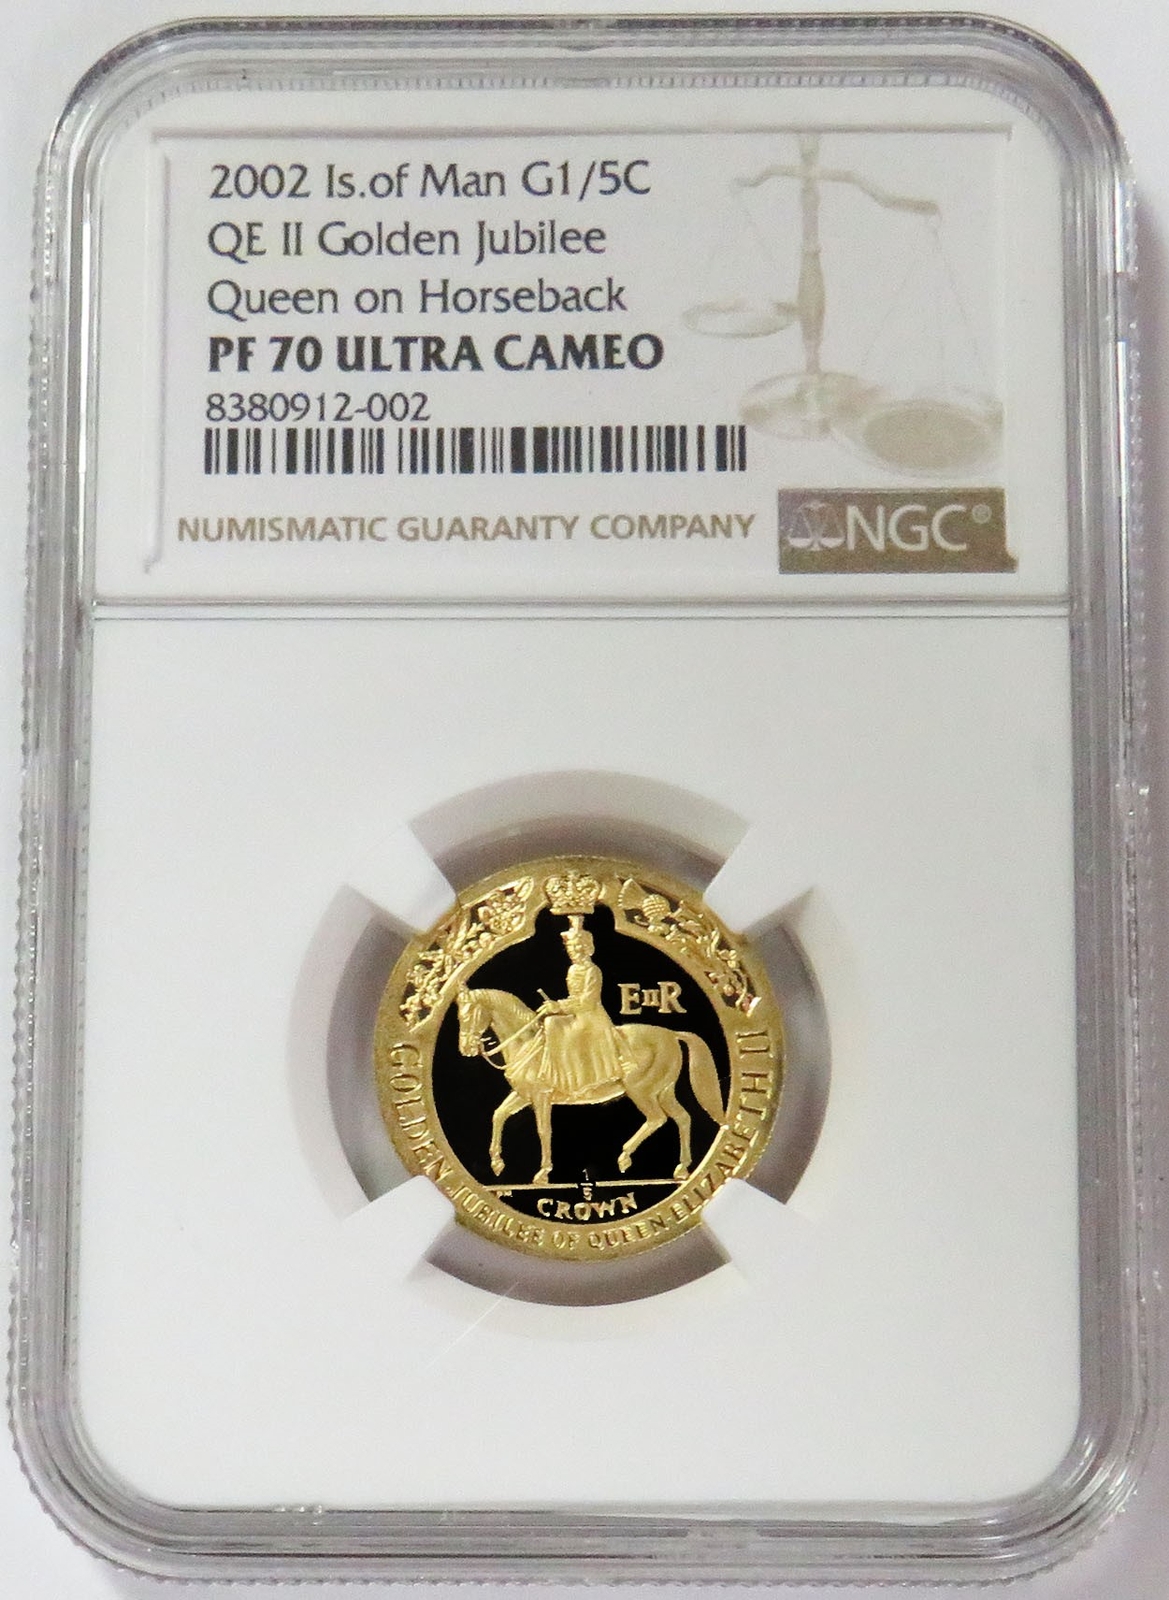 2002 Is.of Man G1/5C
QE II Golden Jubilee
Queen on Horseback
PF 70 ULTRA CAMEO
8380912-002
NUMISMATIC GUARANTY COMPANY
NGC®
EIIR
1/5
CROWN
GOLDEN JUBILEE OF QUEEN ELIZABETH II